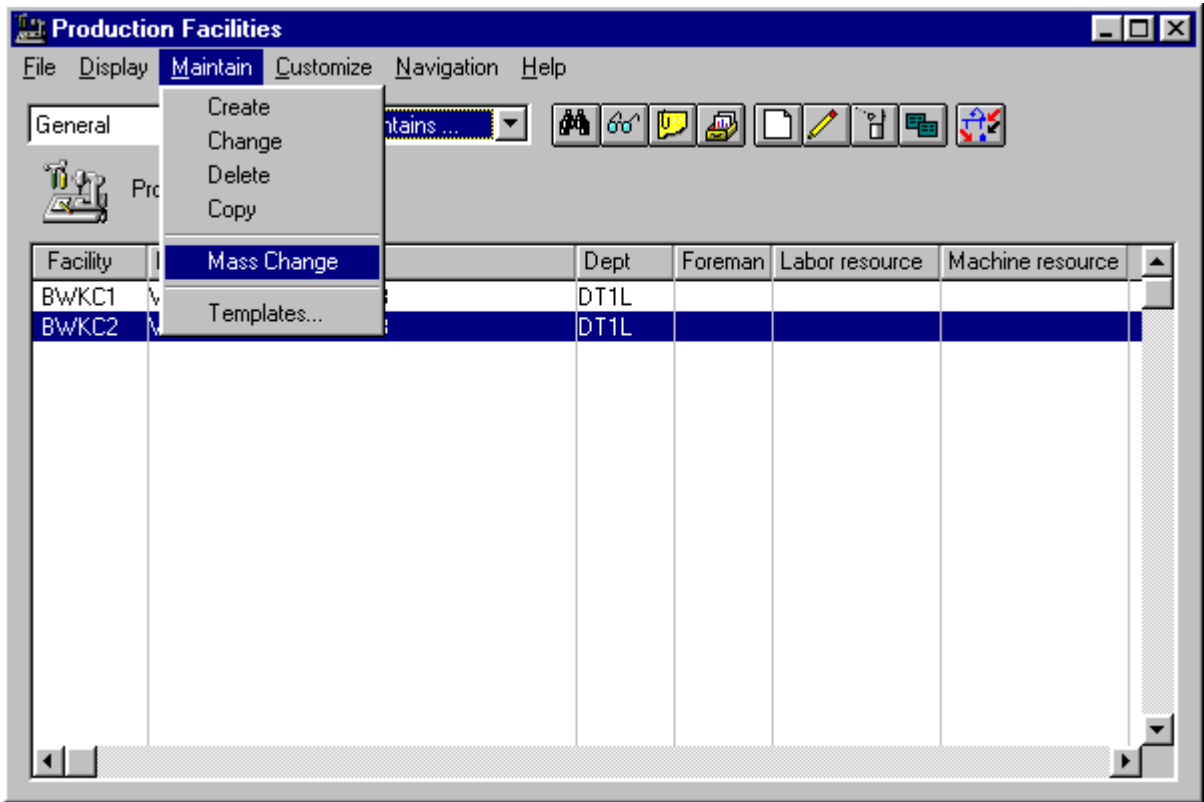 Production Facilities
File Display Maintain Customize Navigation Help
General
Create
Change
Delete
Copy
Mass Change
Templates...
Facility Dept Foreman Labor resource Machine resource
BWKC1 DT1L
BWKC2 DT1L